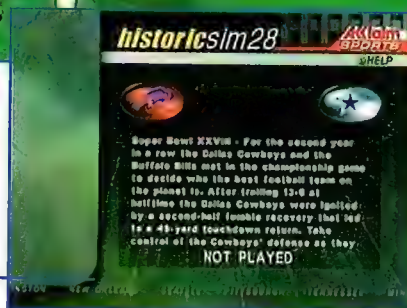 historicsim28
Acclaim
SPORTS
HELP
Super Bowl XXVIII - For the second year
in a row the Dallas Cowboys and the
Buffalo Bills met in the championship game
to decide who the best football team on
the planet is. After trailing 13-6 at
halftime the Dallas Cowboys were ignited
by a second-half fumble recovery that led
to a 46-yard touchdown return. Take
control of the Cowboys' defense as they
NOT PLAYED
NEW